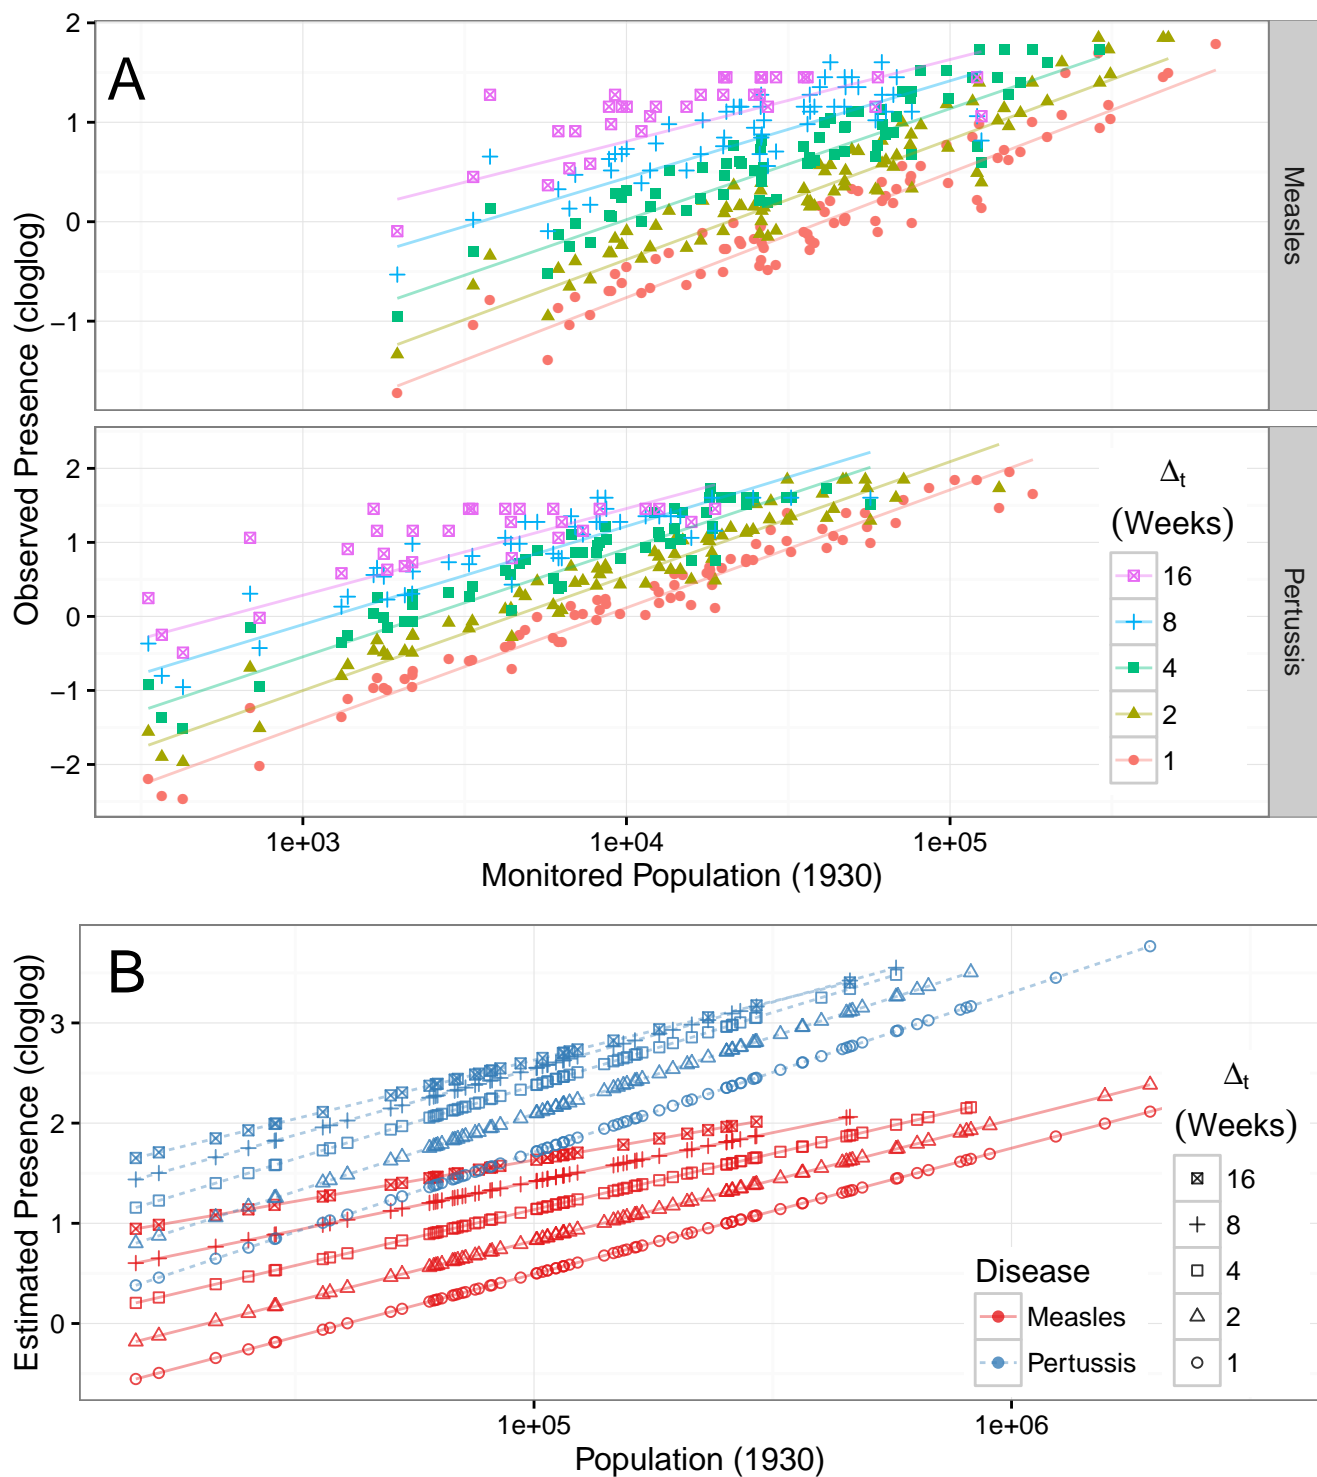 A
2
1
0
−1
Measles
2
1
0
−1
−2
Pertussis
Δt
(Weeks)
16
8
4
2
1
Observed Presence (cloglog)
1e+03 1e+04 1e+05
Monitored Population (1930)
B
3
2
1
0
Estimated Presence (cloglog)
Δt
(Weeks)
16
8
4
2
1
Disease
Measles
Pertussis
1e+05 1e+06
Population (1930)